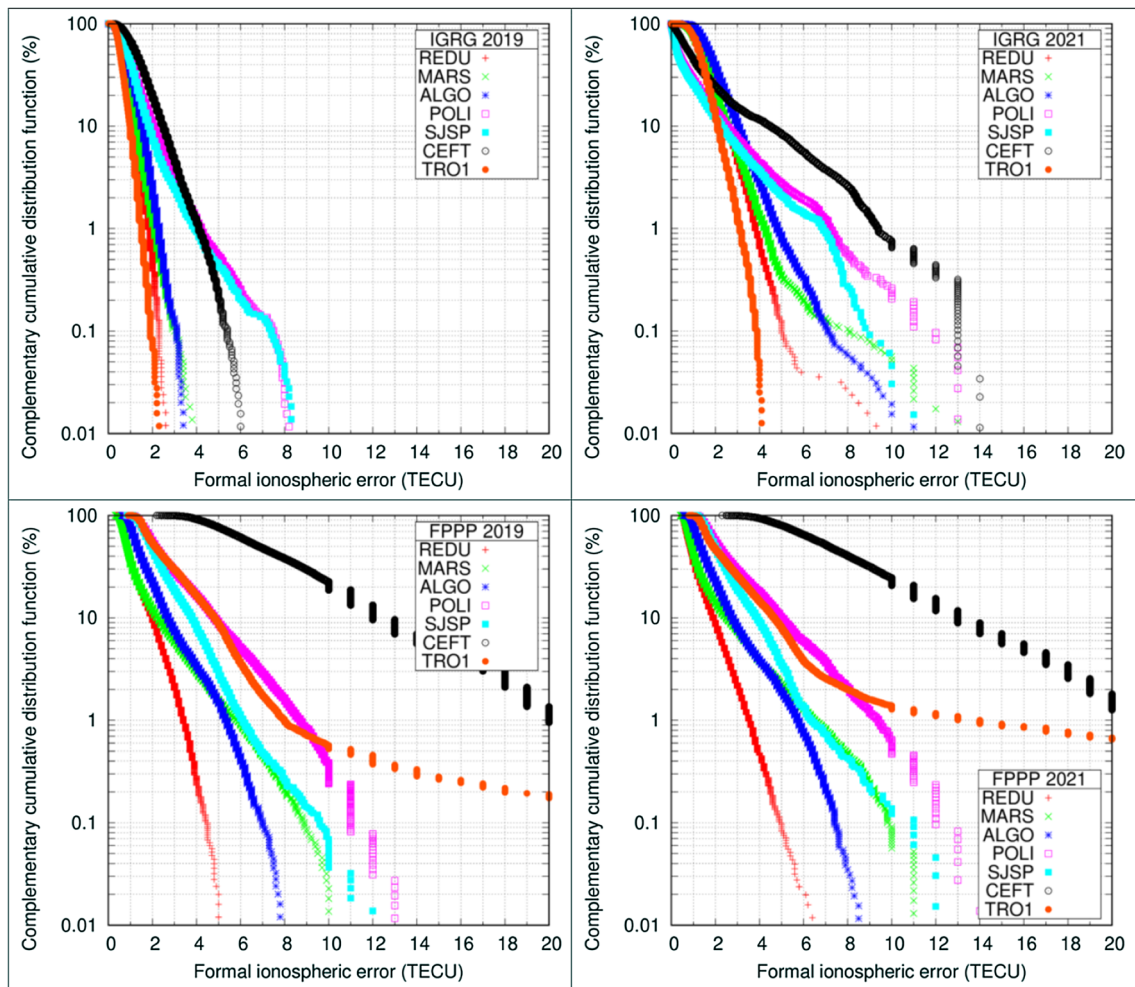 Complementary cumulative distribution function (%)
100
10
1
0.1
0.01
IGRG 2019
REDU
MARS
ALGO
POLI
SJSP
CEFT
TRO1
0 2 4 6 8 10 12 14 16 18 20
Formal ionospheric error (TECU)
Complementary cumulative distribution function (%)
100
10
1
0.1
0.01
IGRG 2021
REDU
MARS
ALGO
POLI
SJSP
CEFT
TRO1
0 2 4 6 8 10 12 14 16 18 20
Formal ionospheric error (TECU)
Complementary cumulative distribution function (%)
100
10
1
0.1
0.01
FPPP 2019
REDU
MARS
ALGO
POLI
SJSP
CEFT
TRO1
0 2 4 6 8 10 12 14 16 18 20
Formal ionospheric error (TECU)
Complementary cumulative distribution function (%)
100
10
1
0.1
0.01
FPPP 2021
REDU
MARS
ALGO
POLI
SJSP
CEFT
TRO1
0 2 4 6 8 10 12 14 16 18 20
Formal ionospheric error (TECU)